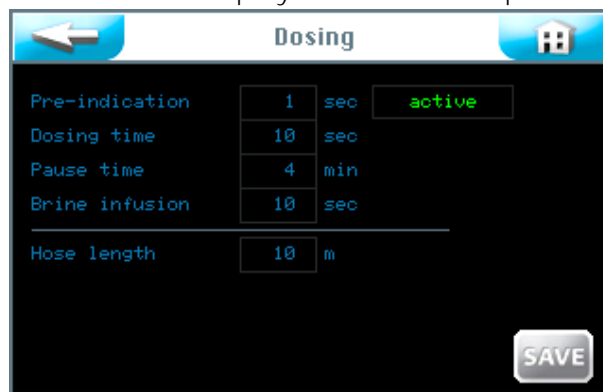 Dosing
Pre-indication 1 sec active
Dosing time 10 sec
Pause time 4 min
Brine infusion 10 sec
Hose length 10 m
SAVE